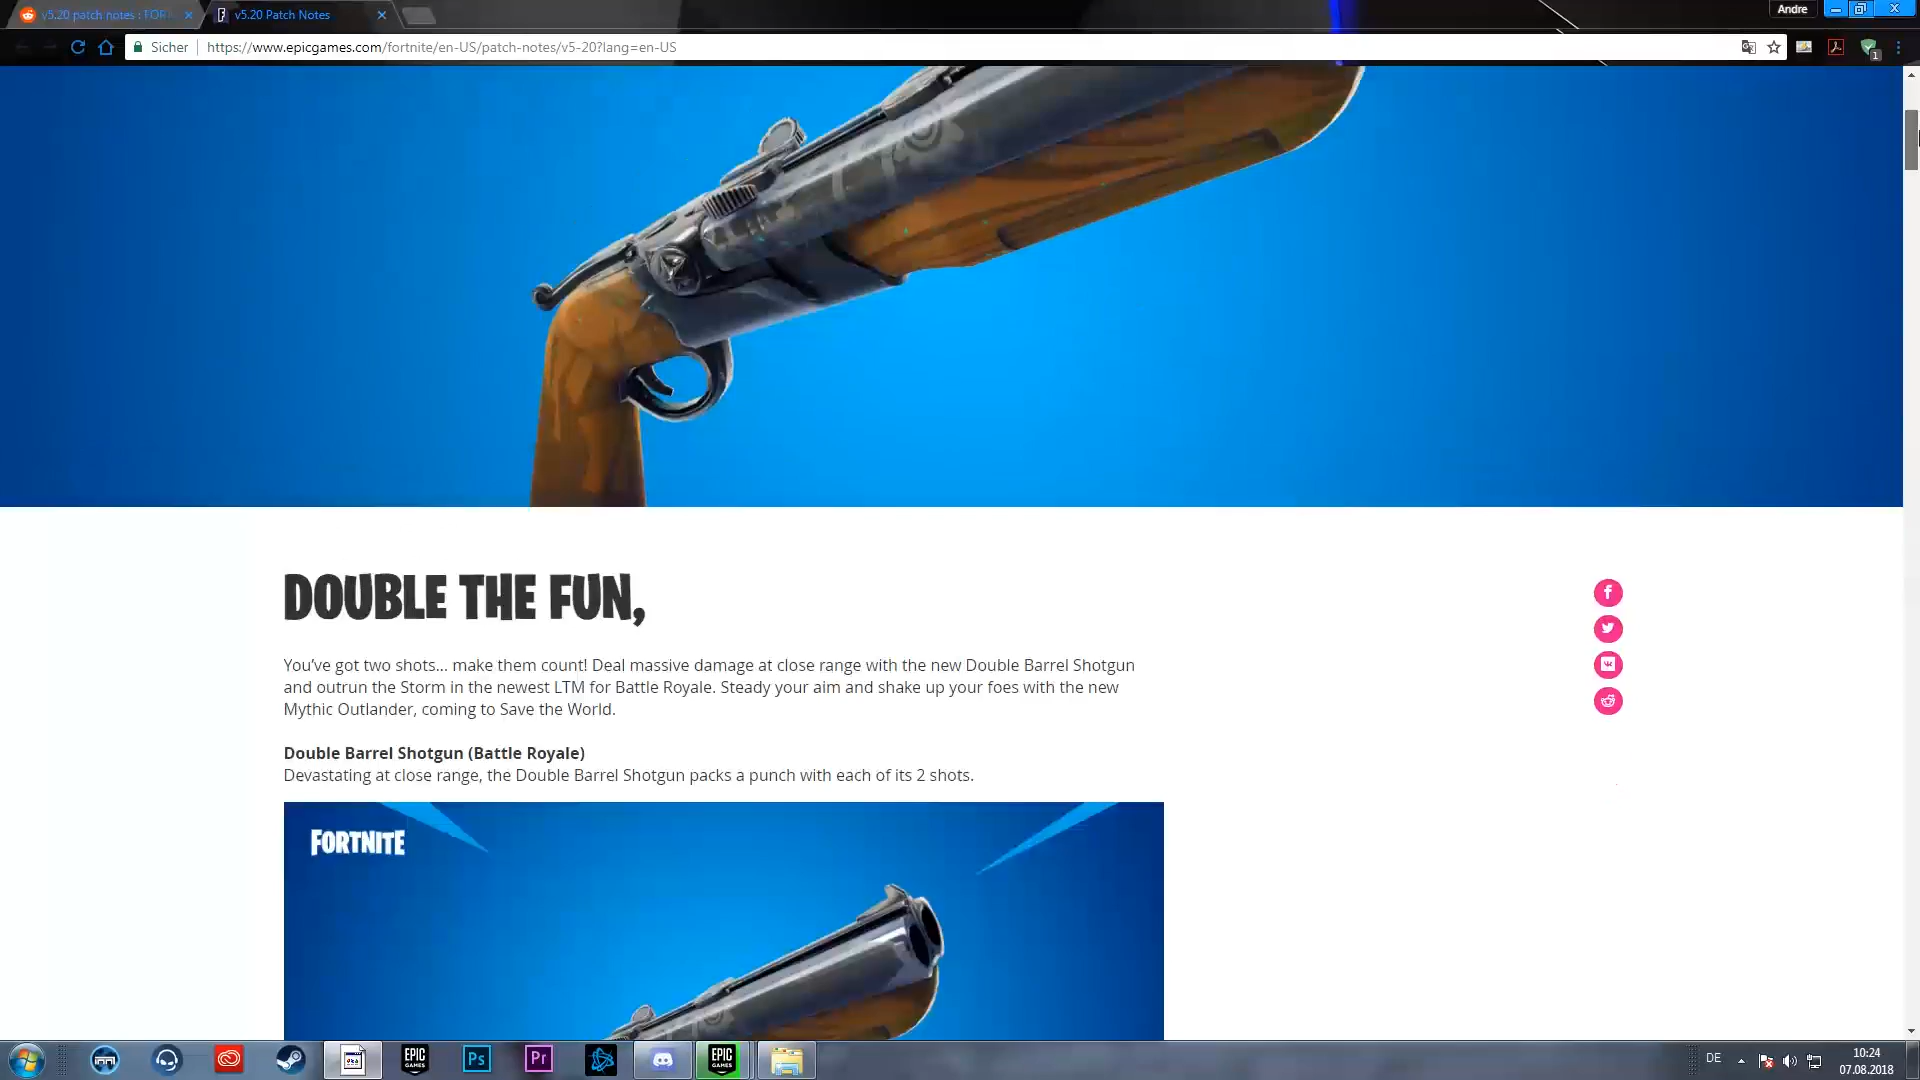 v5.20 patch notes : FOR
v5.20 Patch Notes
Andre
Sicher
https://www.epicgames.com/fortnite/en-US/patch-notes/v5-20?lang=en-US
1
DOUBLE THE FUN,
You've got two shots... make them count! Deal massive damage at close range with the new Double Barrel Shotgun
and outrun the Storm in the newest LTM for Battle Royale. Steady your aim and shake up your foes with the new
Mythic Outlander, coming to Save the World.
Double Barrel Shotgun (Battle Royale)
Devastating at close range, the Double Barrel Shotgun packs a punch with each of its 2 shots.
FORTNITE
EPIC
GAMES
Ps
Pr
EPIC
GAMES
DE
10:24
07.08.2018